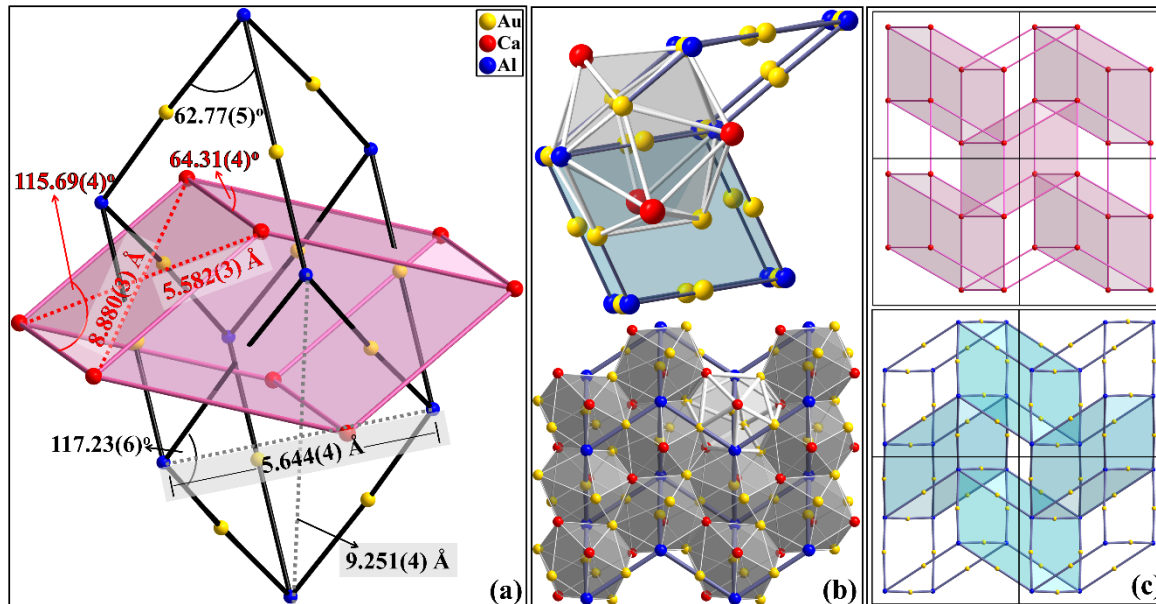 Au
Ca
Al
62.77(5)º
64.31(4)º
115.69(4)º
5.582(3) Å
8.880(3) Å
117.23(6)º
5.644(4) Å
9.251(4) Å
(a)
(b)
(c)